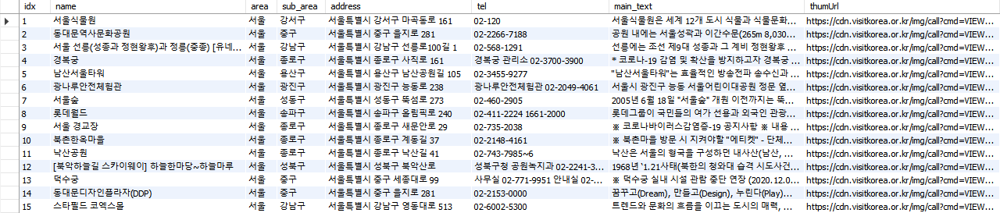 idx name area sub_area address tel main_text thumUrl
1 서울식물원 서울 강서구 서울특별시 강서구 마곡동로 161 02-120 서울식물원은 세계 12개 도시 식물과 식물문화... https://cdn.visitkorea.or.kr/img/call?cmd=VIEW...
2 동대문역사문화공원 서울 중구 서울특별시 중구 을지로 281 02-2266-7188 공원 내에는 서울성곽과 이간수문(265m 8,030... https://cdn.visitkorea.or.kr/img/call?cmd=VIEW...
3 서울 선릉(성종과 정현왕후)과 정릉(중종) [유네... 서울 강남구 서울특별시 강남구 선릉로100길 1 02-568-1291 선릉에는 조선 제9대 성종과 그 계비 정현왕후 ... https://cdn.visitkorea.or.kr/img/call?cmd=VIEW...
4 경복궁 서울 종로구 서울특별시 종로구 사직로 161 경복궁 관리소 02-3700-3900 * 코로나-19 감염 및 확산을 방지하고자 경복궁 ... https://cdn.visitkorea.or.kr/img/call?cmd=VIEW...
5 남산서울타워 서울 용산구 서울특별시 용산구 남산공원길 105 02-3455-9277 "남산서울타워"는 효율적인 방송전파 송수신과 ... https://cdn.visitkorea.or.kr/img/call?cmd=VIEW...
6 광나루안전체험관 서울 광진구 서울특별시 광진구 능동로 238 광나루안전체험관 02-2049-4061 서울시 광진구 능동 서울어린이대공원 정문 옆... https://cdn.visitkorea.or.kr/img/call?cmd=VIEW...
7 서울숲 서울 성동구 서울특별시 성동구 뚝섬로 273 02-460-2905 2005년 6월 18일 "서울숲" 개원 이전까지는 뚝... https://cdn.visitkorea.or.kr/img/call?cmd=VIEW...
8 롯데월드 서울 송파구 서울특별시 송파구 올림픽로 240 02-411-2224 1661-2000 롯데그룹이 국민들의 여가 선용과 외국인 관광... https://cdn.visitkorea.or.kr/img/call?cmd=VIEW...
9 서울 경교장 서울 종로구 서울특별시 종로구 새문안로 29 02-735-2038 ※ 코로나바이러스감염증-19 공지사항 ※ 내용 ... https://cdn.visitkorea.or.kr/img/call?cmd=VIEW...
10 북촌한옥마을 서울 종로구 서울특별시 종로구 계동길 37 02-2148-4161 ※ 북촌마을 방문 시 지켜야할 "에티켓" - 단체... https://cdn.visitkorea.or.kr/img/call?cmd=VIEW...
11 낙산공원 서울 종로구 서울특별시 종로구 낙산길 41 02-743-7985~6 낙산은 서울의 형국을 구성하던 내사산(남산, ... https://cdn.visitkorea.or.kr/img/call?cmd=VIEW...
12 [북악하늘길 스카이웨이] 하늘한마당~하늘마루 서울 성북구 서울특별시 성북구 북악산로 성북구청 공원녹지과 02-2241-3... 1968년 '1.21사태(북한의 청와대 습격 시도사건... https://cdn.visitkorea.or.kr/img/call?cmd=VIEW...
13 덕수궁 서울 중구 서울특별시 중구 세종대로 99 사무실 02-771-9951 안내실 02-... ※ 덕수궁 실내 시설 관람 중단 연장 (2020.12.0... https://cdn.visitkorea.or.kr/img/call?cmd=VIEW...
14 동대문디자인플라자(DDP) 서울 중구 서울특별시 중구 을지로 281 02-2153-0000 꿈꾸고(Dream), 만들고(Design), 누린다(Play)... https://cdn.visitkorea.or.kr/img/call?cmd=VIEW...
15 스타필드 코엑스몰 서울 강남구 서울특별시 강남구 영동대로 513 02-6002-5300 트렌드와 문화의 흐름을 이끄는 도시의 매력, ... https://cdn.visitkorea.or.kr/img/call?cmd=VIEW...